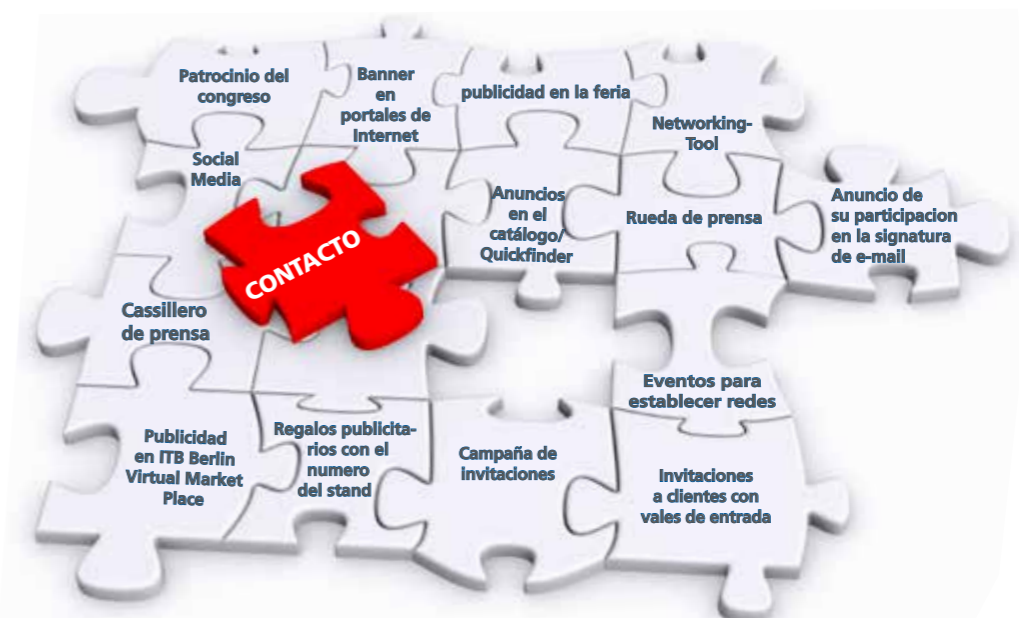 Patrocinio del
congreso
Banner
en
portales de
Internet
publicidad en la feria
Networking-
Tool
Social
Media
Anuncios
en el
catálogo/
Quickfinder
Rueda de prensa
Anuncio de
su participacion
en la signatura
de e-mail
CONTACTO
Cassillero
de prensa
Eventos para
establecer redes
Publicidad
en ITB Berlin
Virtual Market
Place
Regalos publicita-
rios con el
numero
del stand
Campaña de
invitaciones
Invitaciones
a clientes con
vales de entrada